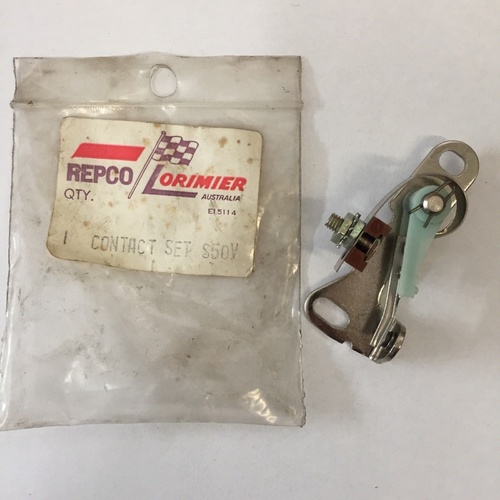 REPCO LORIMIER
AUSTRALIA
QTY.
E15114
1 CONTACT SET S50V